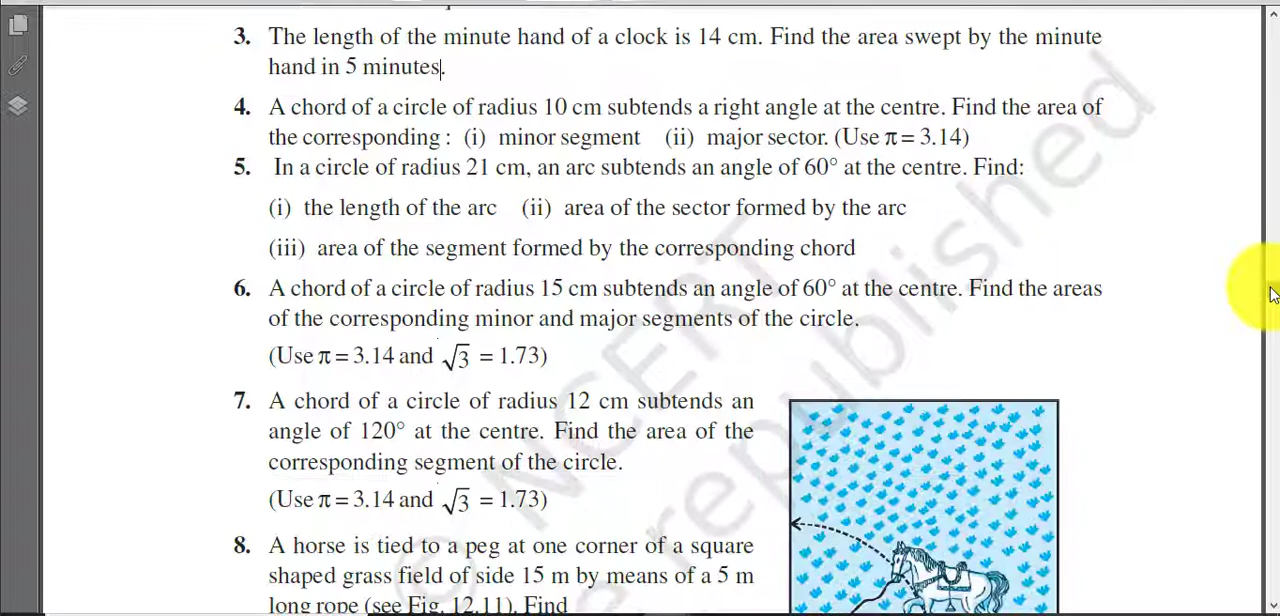 3. The length of the minute hand of a clock is 14 cm. Find the area swept by the minute
hand in 5 minutes.
4. A chord of a circle of radius 10 cm subtends a right angle at the centre. Find the area of
the corresponding : (i) minor segment (ii) major sector. (Use π = 3.14)
5. In a circle of radius 21 cm, an arc subtends an angle of 60° at the centre. Find:
(i) the length of the arc (ii) area of the sector formed by the arc
(iii) area of the segment formed by the corresponding chord
6. A chord of a circle of radius 15 cm subtends an angle of 60° at the centre. Find the areas
of the corresponding minor and major segments of the circle.
(Use π = 3.14 and √3 = 1.73)
7. A chord of a circle of radius 12 cm subtends an
angle of 120° at the centre. Find the area of the
corresponding segment of the circle.
(Use π = 3.14 and √3 = 1.73)
8. A horse is tied to a peg at one corner of a square
shaped grass field of side 15 m by means of a 5 m
long rope (see Fig. 12.11). Find
© NCERT
republished